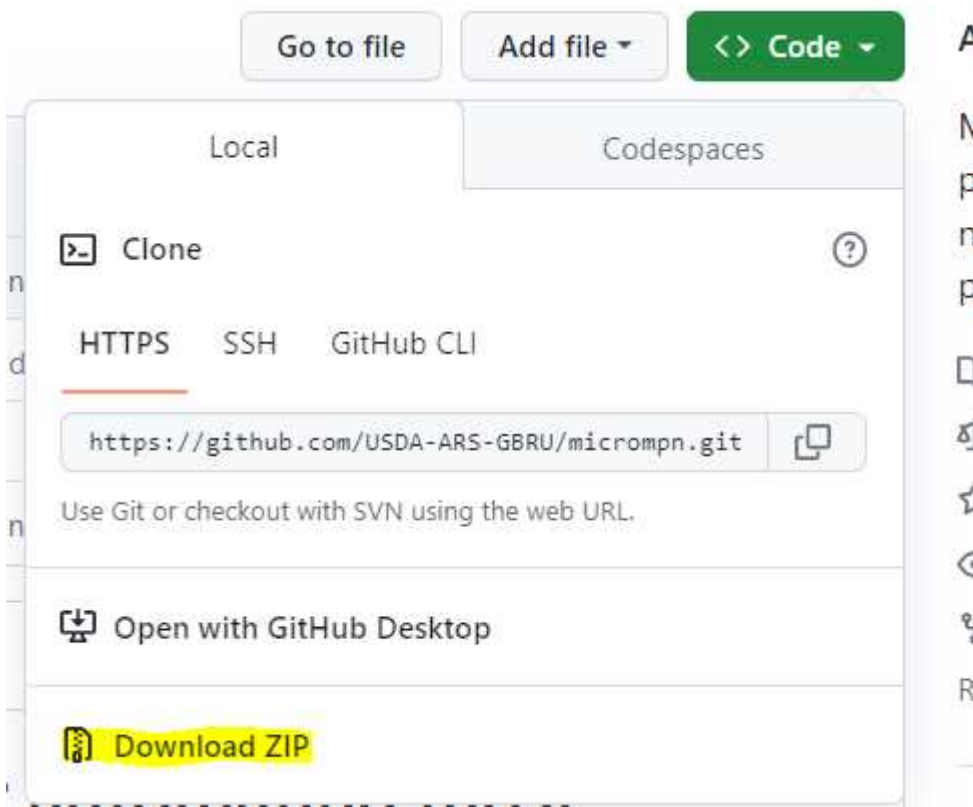 Go to file Add file <> Code
Local Codespaces
Clone
HTTPS SSH GitHub CLI
https://github.com/USDA-ARS-GBRU/micrompn.git
Use Git or checkout with SVN using the web URL.
Open with GitHub Desktop
Download ZIP